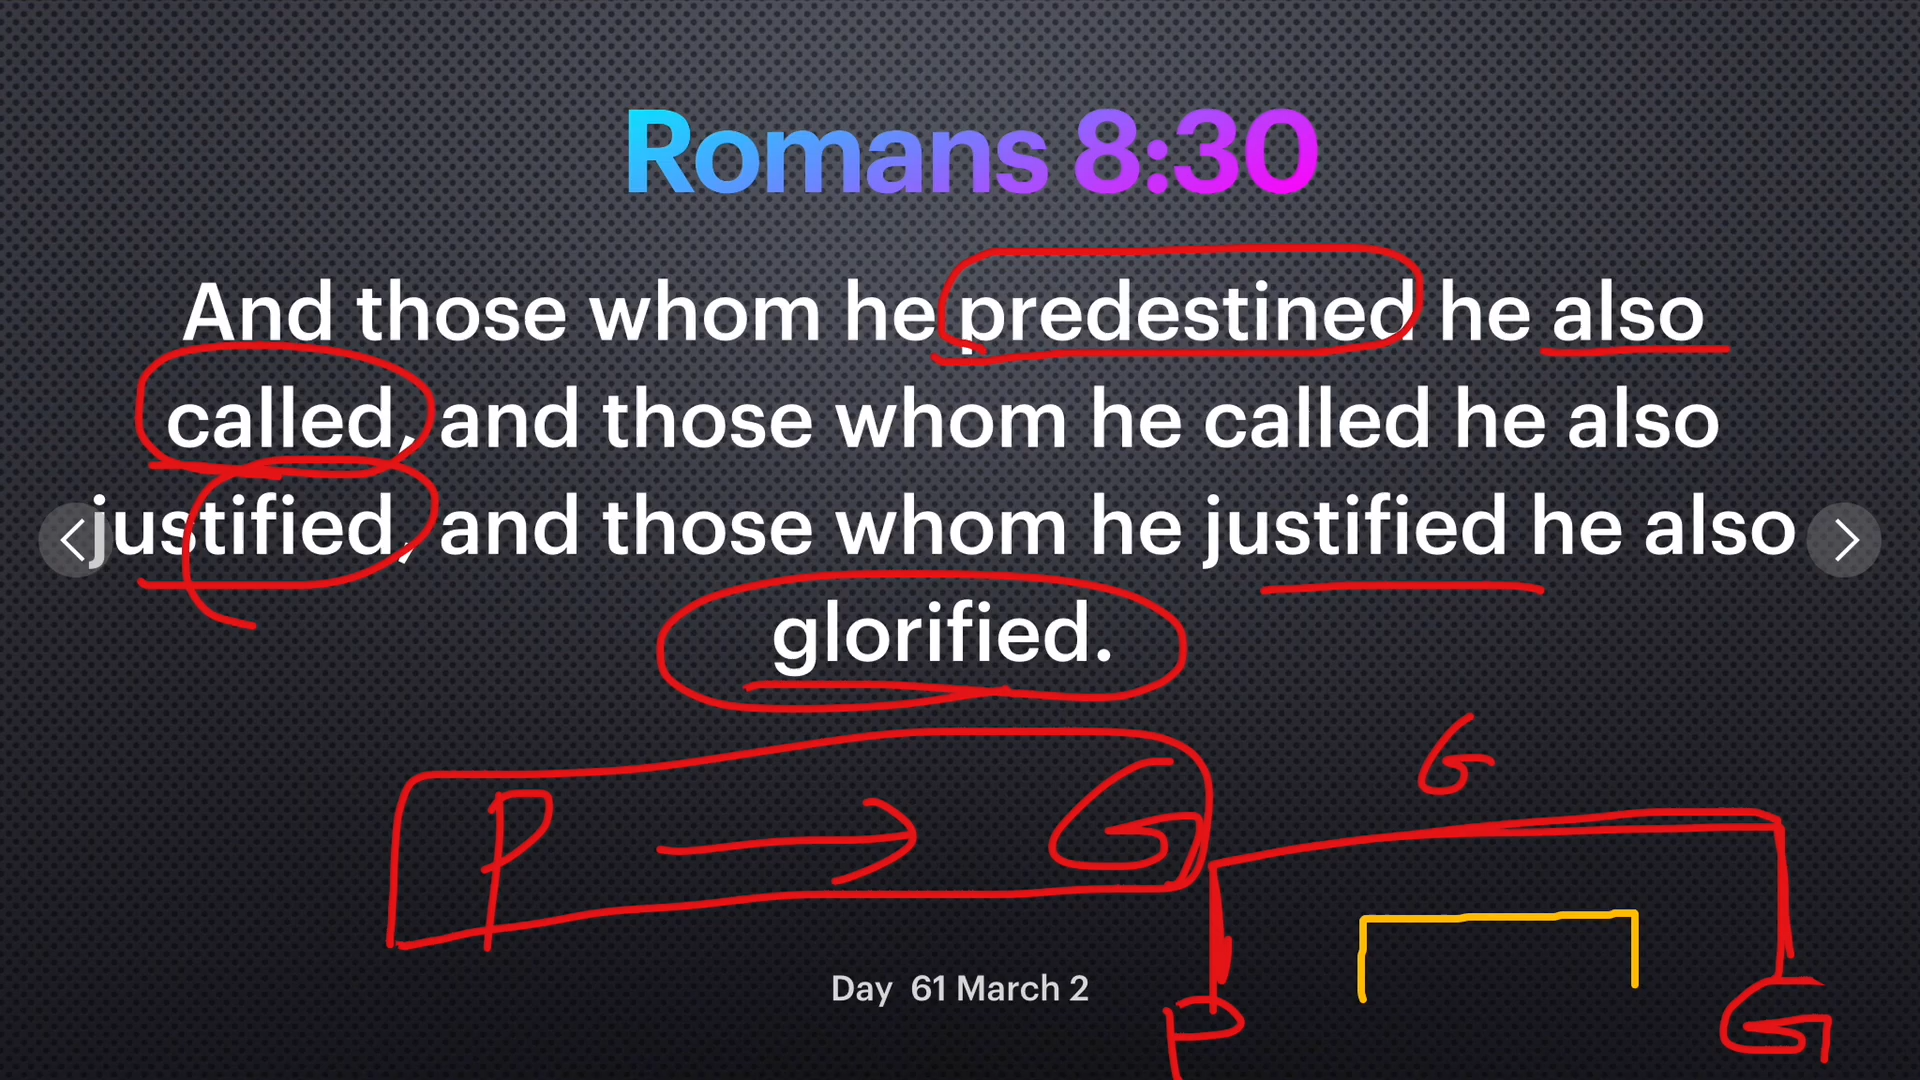 Romans 8:30
And those whom he predestined he also
called, and those whom he called he also
justified, and those whom he justified he also
glorified.
G
P → G
Day 61 March 2
P G